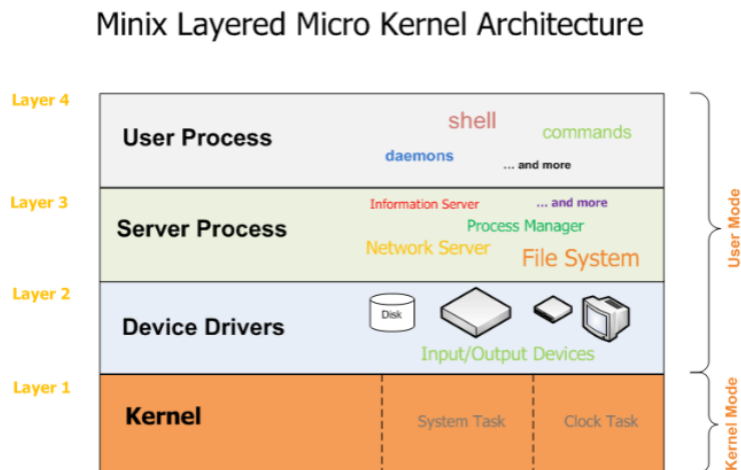 Minix Layered Micro Kernel Architecture
Layer 4
User Process
shell
commands
daemons
... and more
Layer 3
Server Process
Information Server
... and more
Process Manager
Network Server
File System
User Mode
Layer 2
Device Drivers
Disk
Input/Output Devices
Layer 1
Kernel
System Task
Clock Task
Kernel Mode